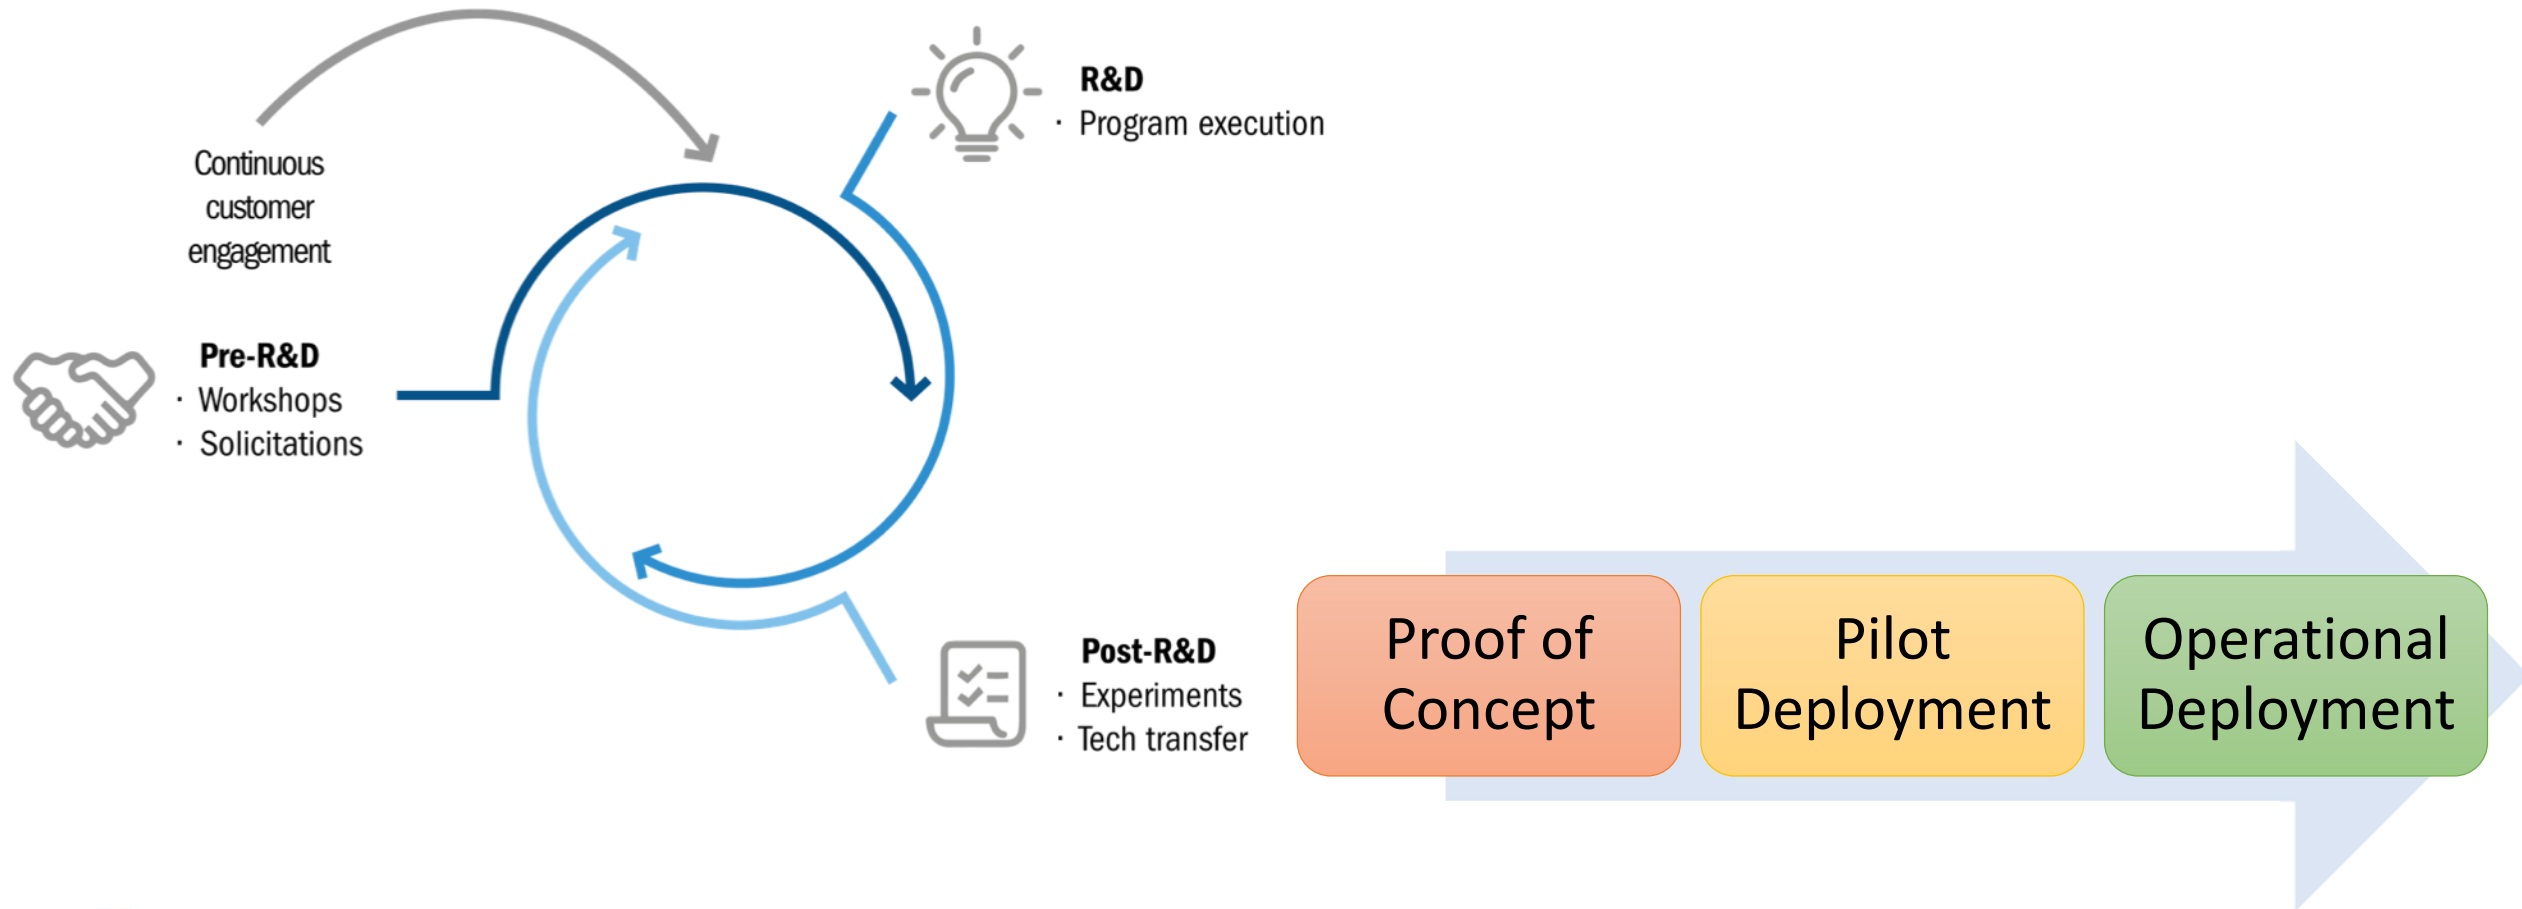 Continuous
customer
engagement
Pre-R&D
· Workshops
· Solicitations
R&D
· Program execution
Post-R&D
· Experiments
· Tech transfer
Proof of
Concept
Pilot
Deployment
Operational
Deployment